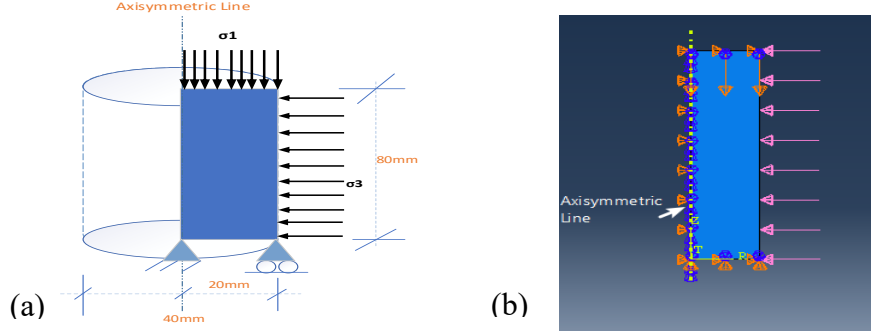 Axisymmetric Line
σ1
80mm
σ3
20mm
40mm
(a)
Axisymmetric
Line
Z
T
R
(b)